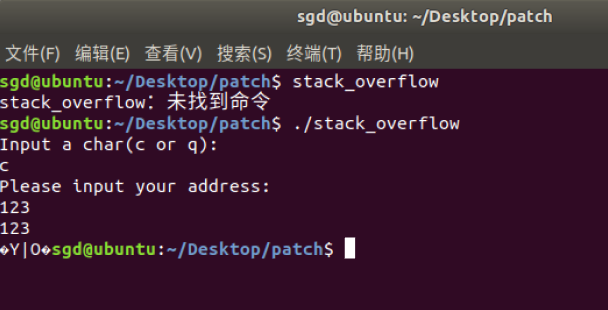 sgd@ubuntu: ~/Desktop/patch
文件(F) 编辑(E) 查看(V) 搜索(S) 终端(T) 帮助(H)
sgd@ubuntu:~/Desktop/patch$ stack_overflow
stack_overflow：未找到命令
sgd@ubuntu:~/Desktop/patch$ ./stack_overflow
Input a char(c or q):
c
Please input your address:
123
123
�Y|O�sgd@ubuntu:~/Desktop/patch$